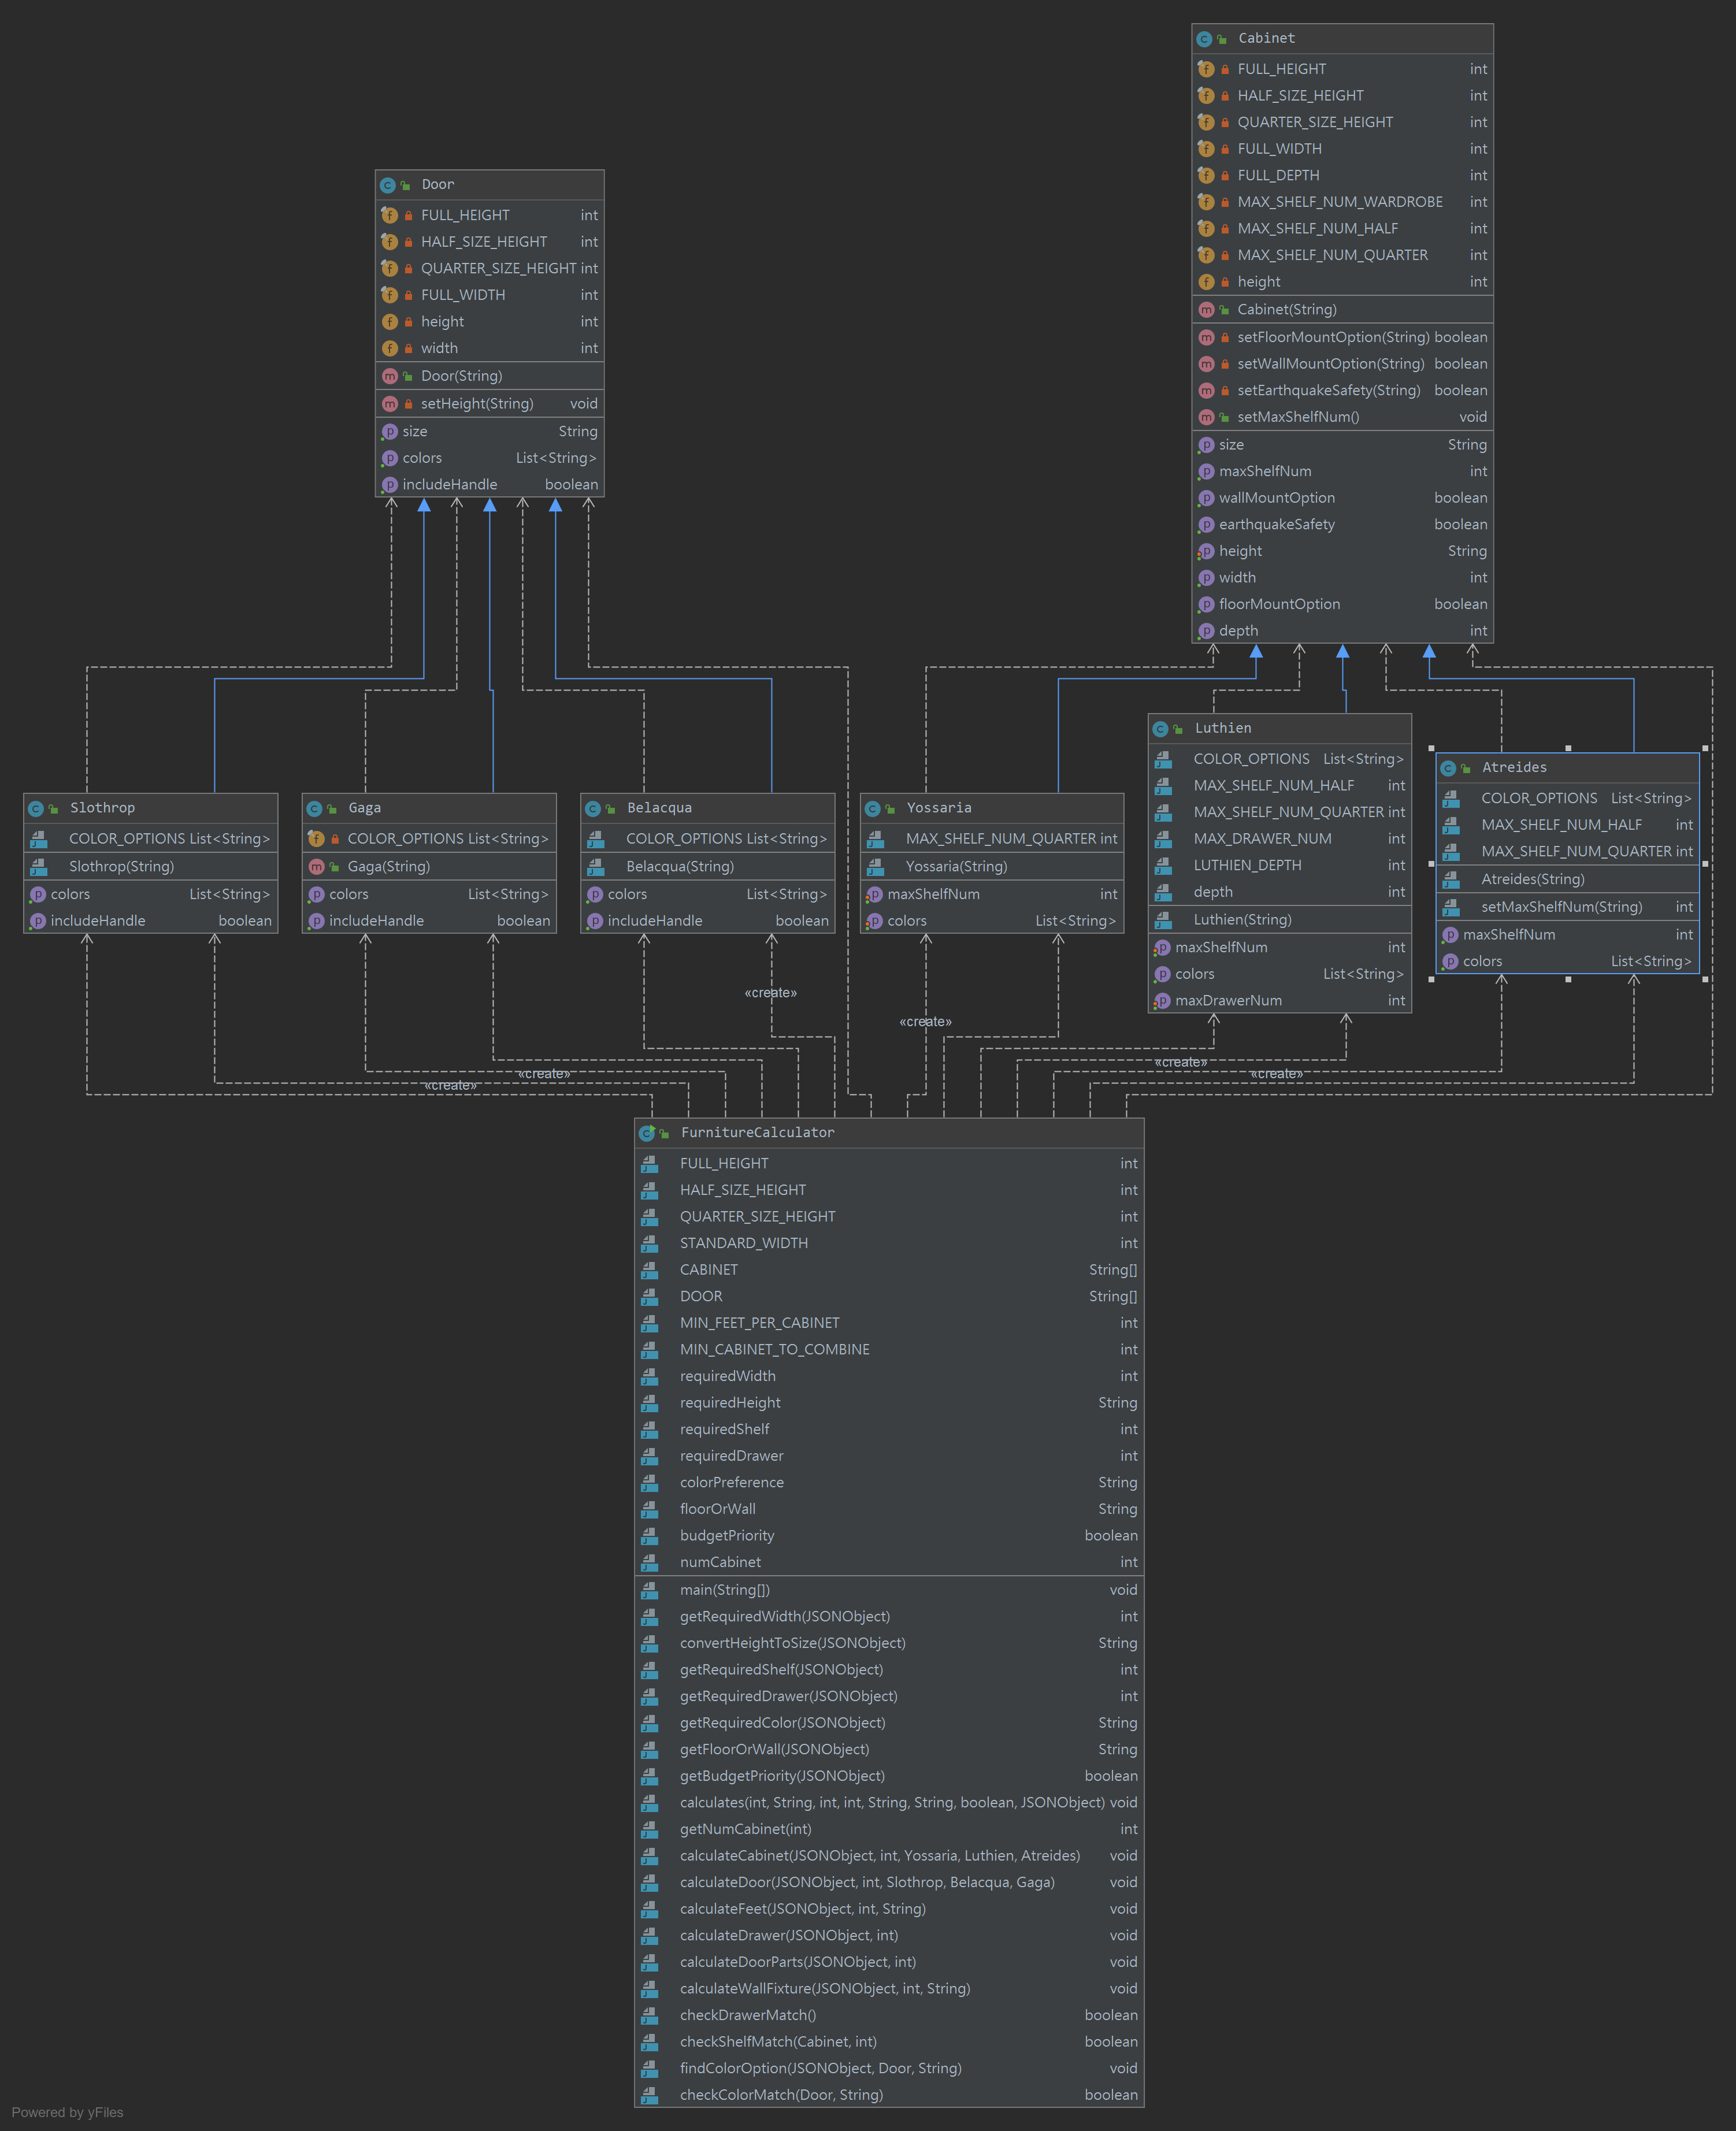 Cabinet
FULL_HEIGHT int
HALF_SIZE_HEIGHT int
QUARTER_SIZE_HEIGHT int
FULL_WIDTH int
FULL_DEPTH int
MAX_SHELF_NUM_WARDROBE int
MAX_SHELF_NUM_HALF int
MAX_SHELF_NUM_QUARTER int
height int
Cabinet(String)
setFloorMountOption(String) boolean
setWallMountOption(String) boolean
setEarthquakeSafety(String) boolean
setMaxShelfNum() void
size String
maxShelfNum int
wallMountOption boolean
earthquakeSafety boolean
height String
width int
floorMountOption boolean
depth int
Door
FULL_HEIGHT int
HALF_SIZE_HEIGHT int
QUARTER_SIZE_HEIGHT int
FULL_WIDTH int
height int
width int
Door(String)
setHeight(String) void
size String
colors List<String>
includeHandle boolean
Slothrop
COLOR_OPTIONS List<String>
Slothrop(String)
colors List<String>
includeHandle boolean
Gaga
COLOR_OPTIONS List<String>
Gaga(String)
colors List<String>
includeHandle boolean
Belacqua
COLOR_OPTIONS List<String>
Belacqua(String)
colors List<String>
includeHandle boolean
Yossaria
MAX_SHELF_NUM_QUARTER int
Yossaria(String)
maxShelfNum int
colors List<String>
Luthien
COLOR_OPTIONS List<String>
MAX_SHELF_NUM_HALF int
MAX_SHELF_NUM_QUARTER int
MAX_DRAWER_NUM int
LUTHIEN_DEPTH int
depth int
Luthien(String)
maxShelfNum int
colors List<String>
maxDrawerNum int
Atreides
COLOR_OPTIONS List<String>
MAX_SHELF_NUM_HALF int
MAX_SHELF_NUM_QUARTER int
Atreides(String)
setMaxShelfNum(String) int
maxShelfNum int
colors List<String>
«create»
«create»
«create»
«create»
«create»
«create»
FurnitureCalculator
FULL_HEIGHT int
HALF_SIZE_HEIGHT int
QUARTER_SIZE_HEIGHT int
STANDARD_WIDTH int
CABINET String[]
DOOR String[]
MIN_FEET_PER_CABINET int
MIN_CABINET_TO_COMBINE int
requiredWidth int
requiredHeight String
requiredShelf int
requiredDrawer int
colorPreference String
floorOrWall String
budgetPriority boolean
numCabinet int
main(String[]) void
getRequiredWidth(JSONObject) int
convertHeightToSize(JSONObject) String
getRequiredShelf(JSONObject) int
getRequiredDrawer(JSONObject) int
getRequiredColor(JSONObject) String
getFloorOrWall(JSONObject) String
getBudgetPriority(JSONObject) boolean
calculates(int, String, int, int, String, String, boolean, JSONObject) void
getNumCabinet(int) int
calculateCabinet(JSONObject, int, Yossaria, Luthien, Atreides) void
calculateDoor(JSONObject, int, Slothrop, Belacqua, Gaga) void
calculateFeet(JSONObject, int, String) void
calculateDrawer(JSONObject, int) void
calculateDoorParts(JSONObject, int) void
calculateWallFixture(JSONObject, int, String) void
checkDrawerMatch() boolean
checkShelfMatch(Cabinet, int) boolean
findColorOption(JSONObject, Door, String) void
checkColorMatch(Door, String) boolean
Powered by yFiles